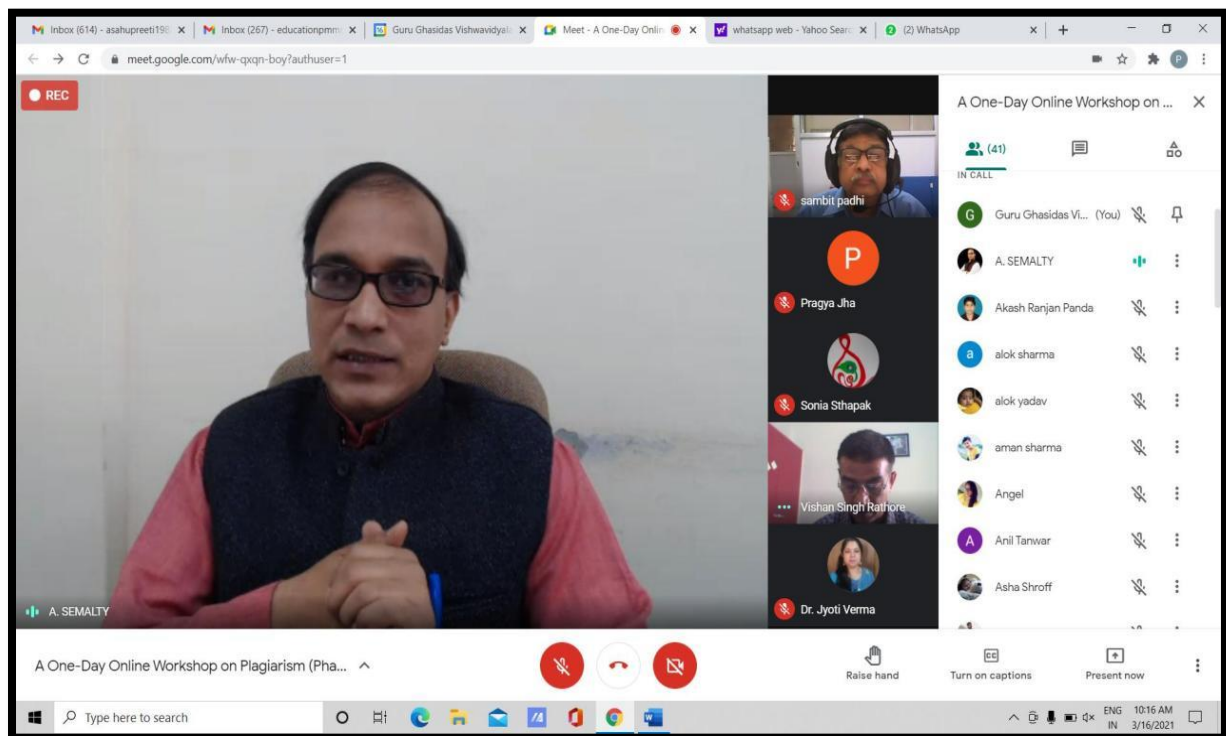 Inbox (614) - asahupreeti198
Inbox (267) - educationpmm
Guru Ghasidas Vishwavidyal
Meet - A One-Day Onlin
whatsapp web - Yahoo Searc
(2) WhatsApp
meet.google.com/wfw-qxqn-boy?authuser=1
P
REC
A. SEMALTY
sambit padhi
P
Pragya Jha
Sonia Sthapak
Vishan Singh Rathore
Dr. Jyoti Verma
A One-Day Online Workshop on ...
(41)
IN CALL
G Guru Ghasidas Vi... (You)
A. SEMALTY
Akash Ranjan Panda
a alok sharma
alok yadav
aman sharma
Angel
A Anil Tanwar
Asha Shroff
A One-Day Online Workshop on Plagiarism (Pha...
Raise hand
CC
Turn on captions
Present now
Type here to search
ENG 10:16 AM
IN 3/16/2021